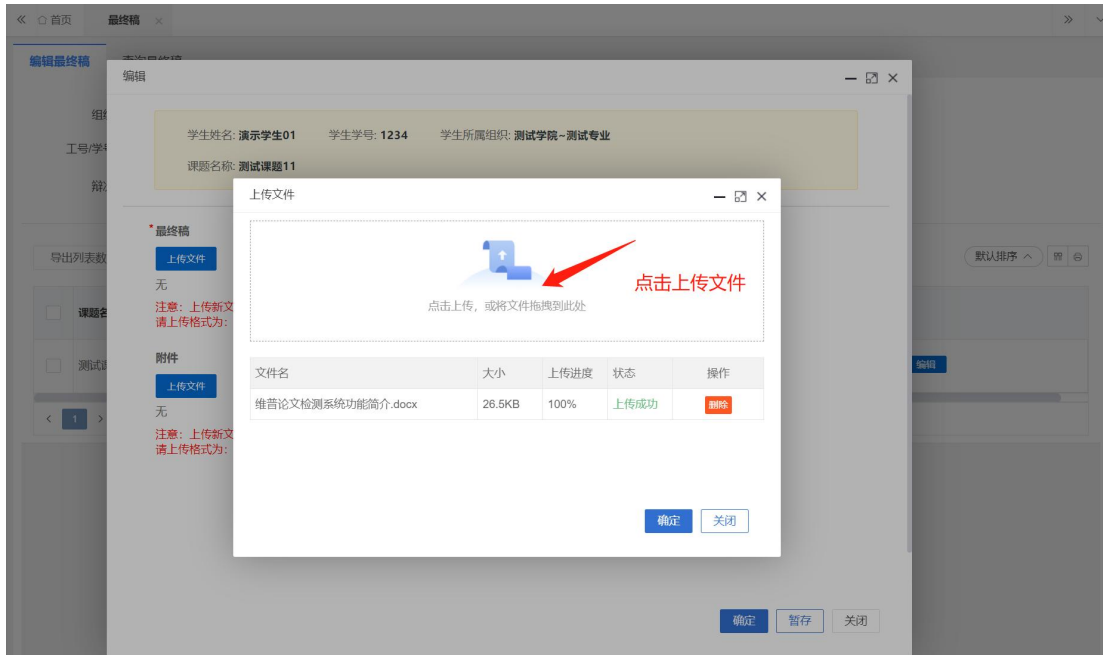 首页 最终稿
编辑最终稿
编辑
学生姓名: 演示学生01 学生学号: 1234 学生所属组织: 测试学院~测试专业
课题名称: 测试课题11
工号/学号
上传文件
*最终稿
上传文件
无
注意：上传新文
请上传格式为:
点击上传，或将文件拖拽到此处
点击上传文件
导出列表数
默认排序
课题名
附件
上传文件
无
注意：上传新文
请上传格式为:
文件名 大小 上传进度 状态 操作
维普论文检测系统功能简介.docx 26.5KB 100% 上传成功 删除
编辑
1
确定 关闭
确定 暂存 关闭